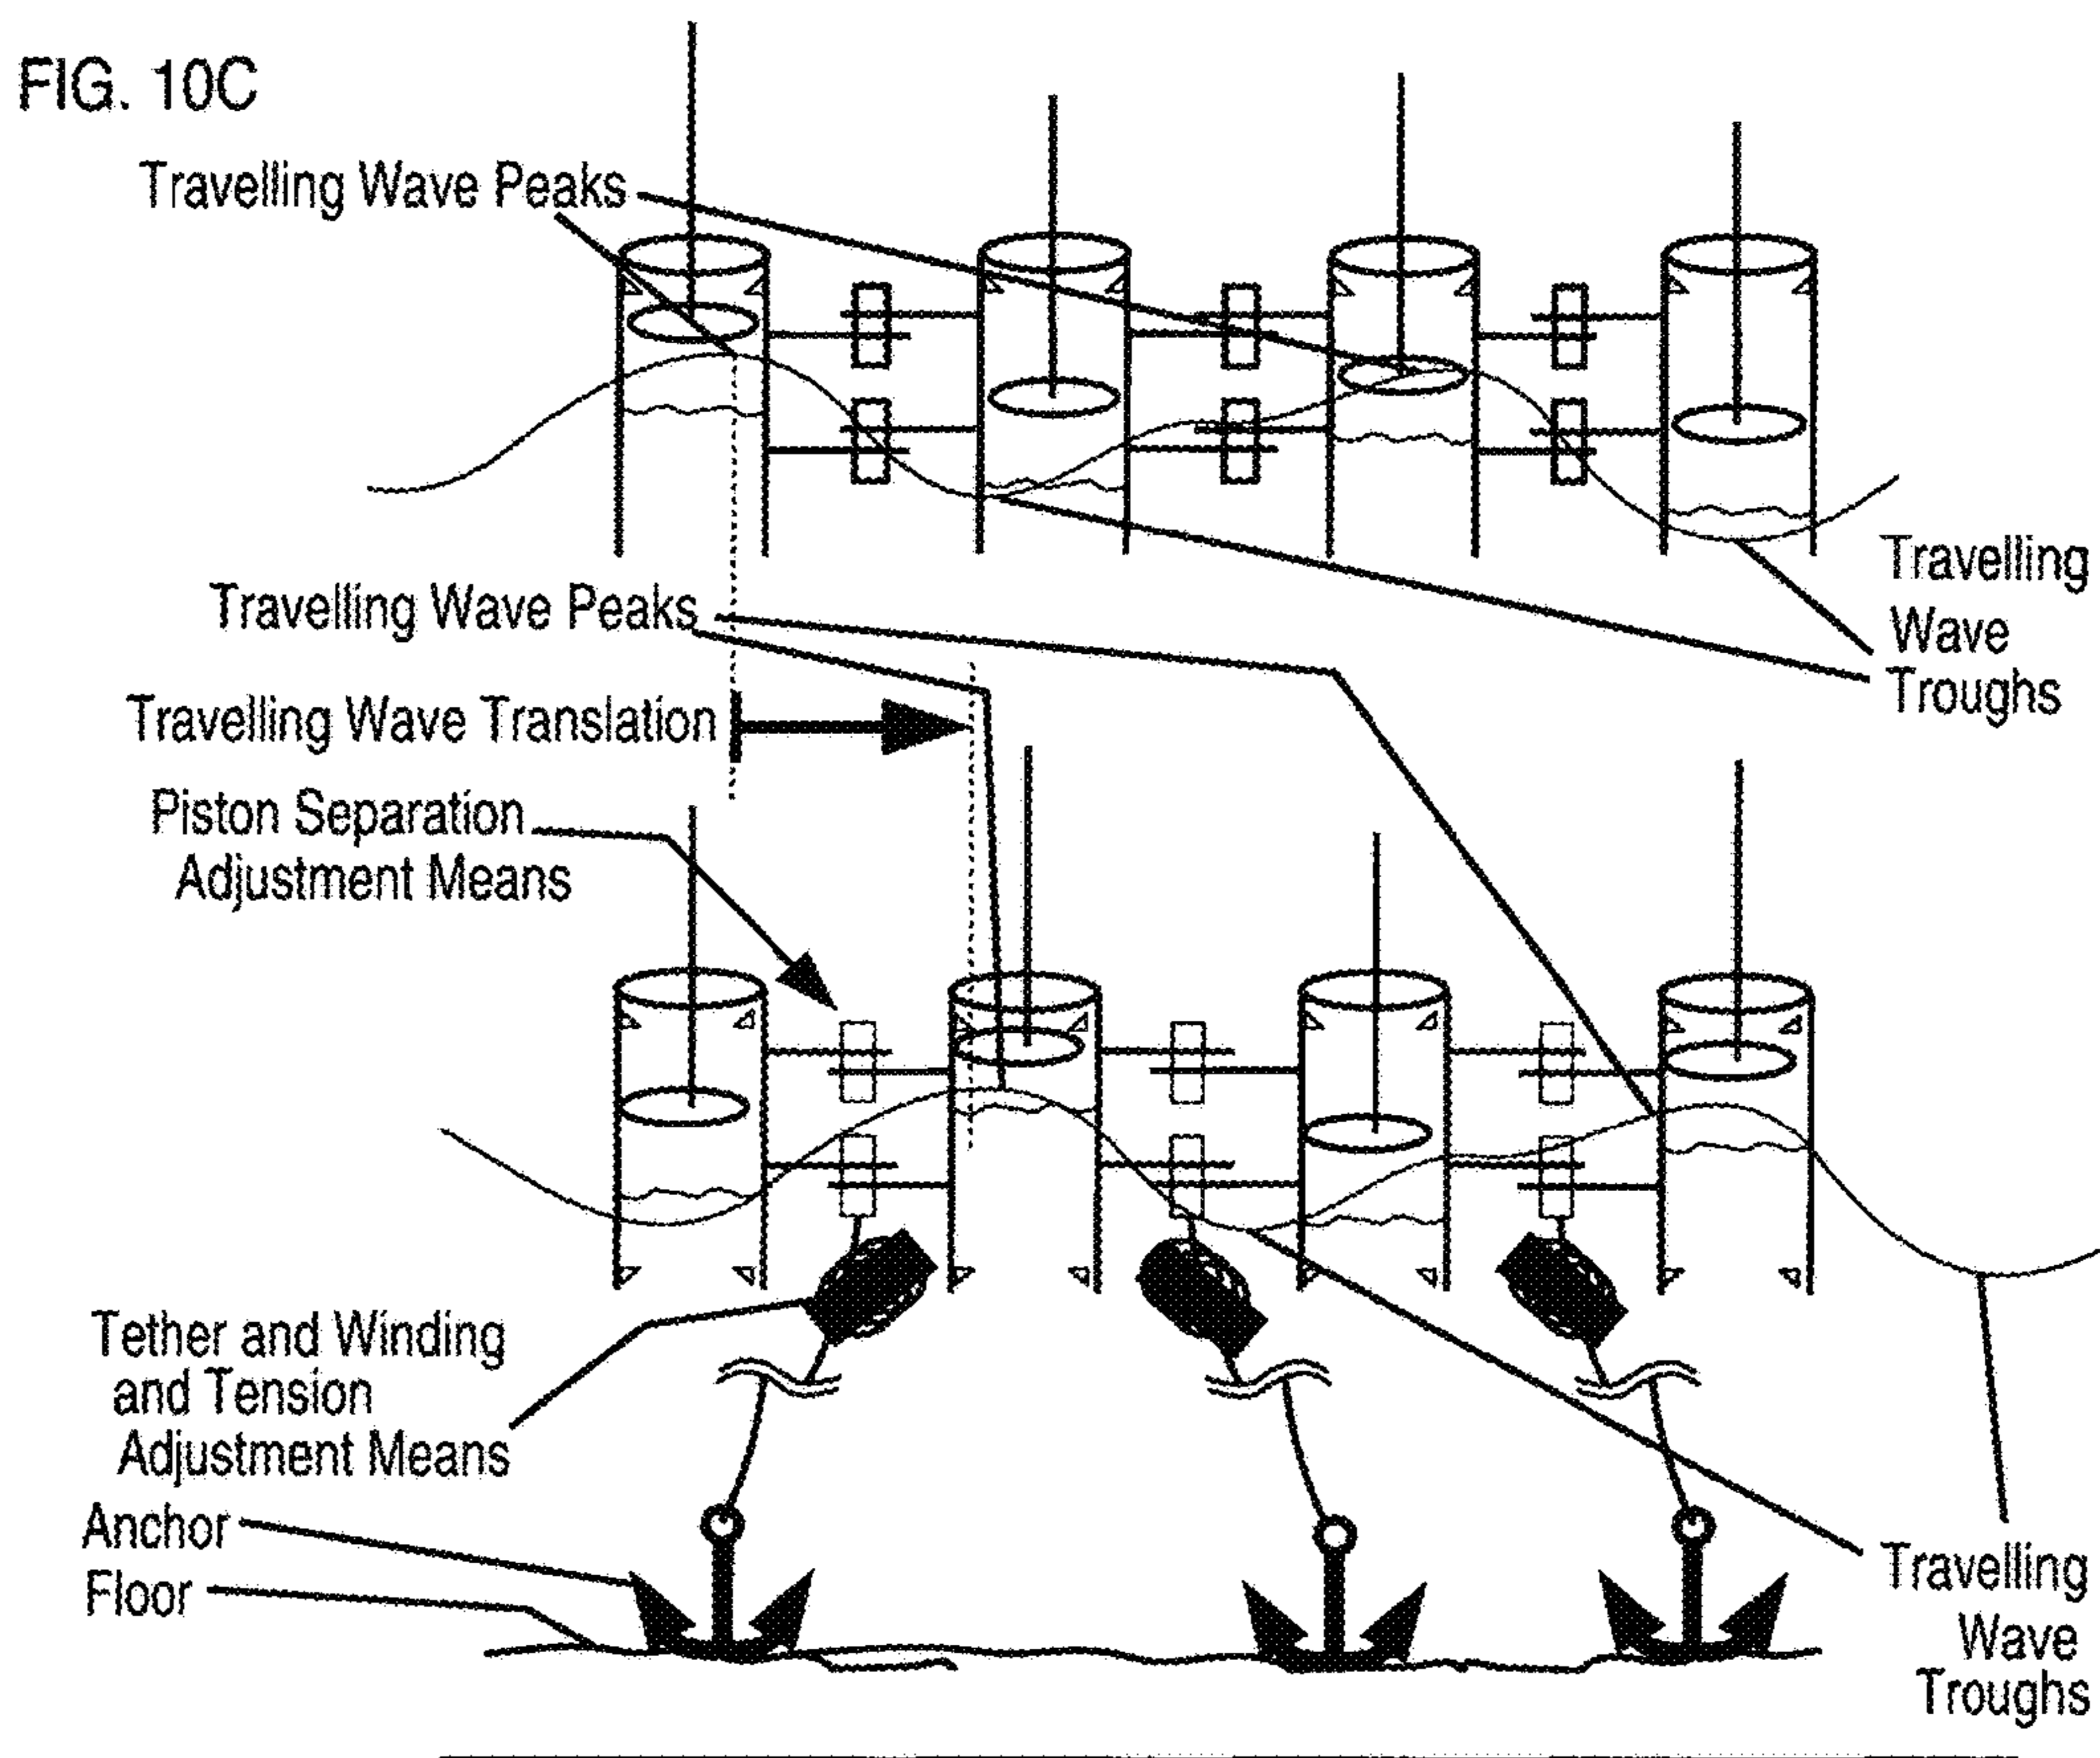 FIG. 10C
Travelling Wave Peaks
Travelling
Wave
Troughs
Travelling Wave Peaks
Travelling Wave Translation
Piston Separation
Adjustment Means
Tether and Winding
and Tension
Adjustment Means
Anchor
Floor
Travelling
Wave
Troughs